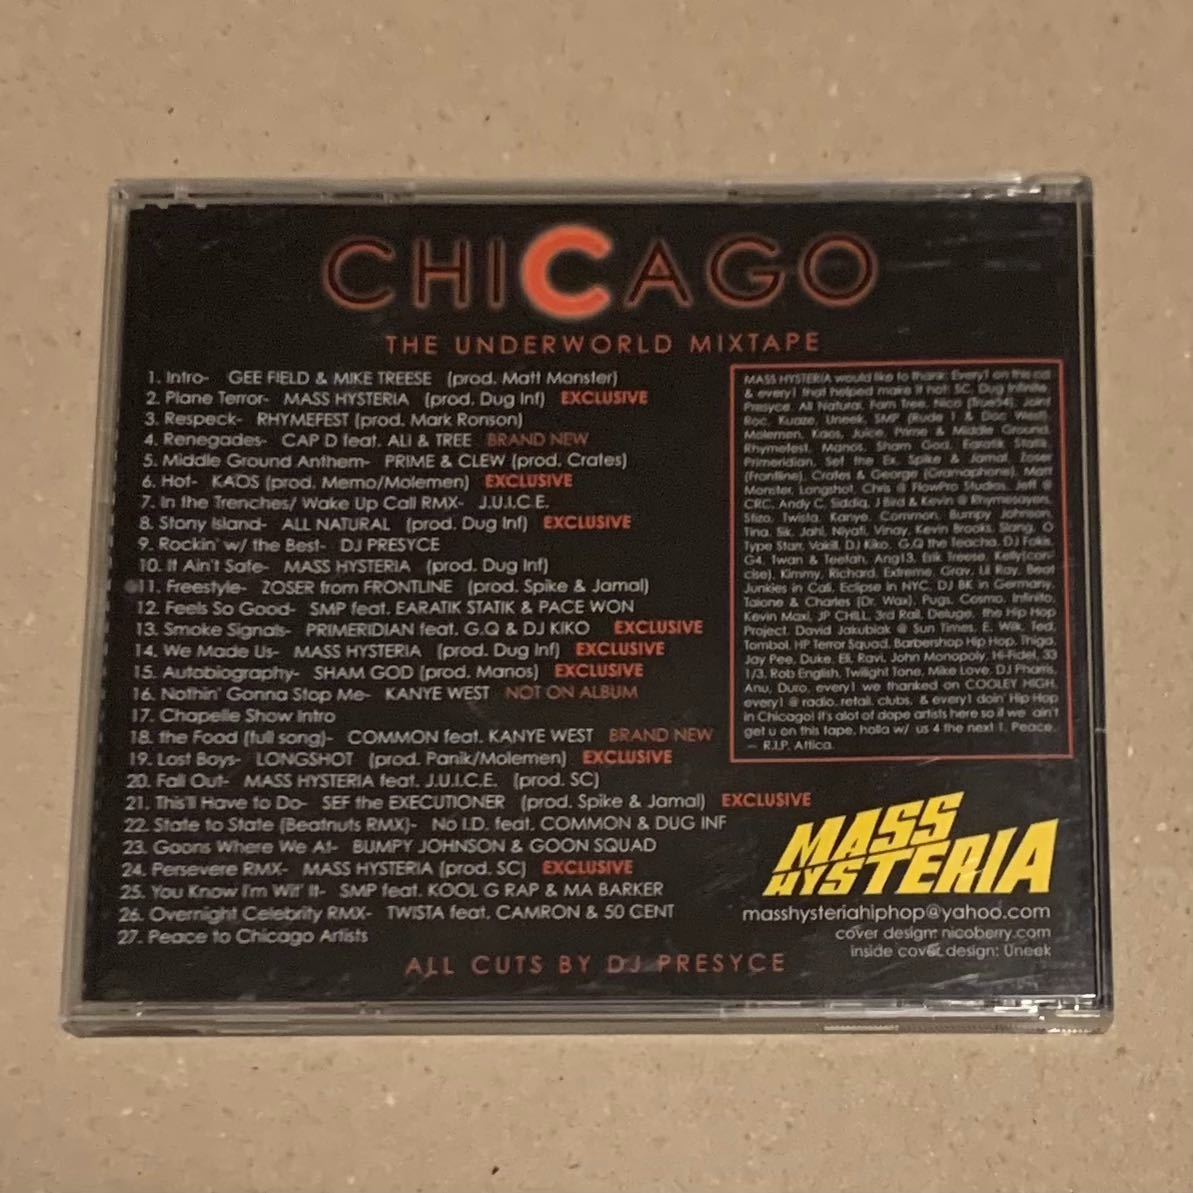 CHICAGO
THE UNDERWORLD MIXTAPE
1. Intro- GEE FIELD & MIKE TREESE (prod. Matt Monster)
2. Plane Terror- MASS HYSTERIA (prod. Dug Inf) EXCLUSIVE
3. Respeck- RHYMEFEST (prod. Mark Ronson)
4. Renegades- CAP D feat. ALI & TREE BRAND NEW
5. Middle Ground Anthem- PRIME & CLEW (prod. Crates)
6. Hot- KAOS (prod. Memo/Molemen) EXCLUSIVE
7. In the Trenches/ Wake Up Call RMX- J.U.I.C.E.
8. Stony Island- ALL NATURAL (prod. Dug Inf) EXCLUSIVE
9. Rockin' w/ the Best- DJ PRESYCE
10. It Ain't Safe- MASS HYSTERIA (prod. Dug Inf)
11. Freestyle- ZOSER from FRONTLINE (prod. Spike & Jamal)
12. Feels So Good- SMP feat. EARATIK STATIK & PACE WON
13. Smoke Signals- PRIMERIDIAN feat. G.Q & DJ KIKO EXCLUSIVE
14. We Made Us- MASS HYSTERIA (prod. Dug Inf) EXCLUSIVE
15. Autobiography- SHAM GOD (prod. Manos) EXCLUSIVE
16. Nothin' Gonna Stop Me- KANYE WEST NOT ON ALBUM
17. Chapelle Show Intro
18. the Food (full song)- COMMON feat. KANYE WEST BRAND NEW
19. Lost Boys- LONGSHOT (prod. Panik/Molemen) EXCLUSIVE
20. Fall Out- MASS HYSTERIA feat. J.U.I.C.E. (prod. SC)
21. This'll Have to Do- SEF the EXECUTIONER (prod. Spike & Jamal) EXCLUSIVE
22. State to State (Beatnuts RMX)- No I.D. feat. COMMON & DUG INF
23. Goons Where We At- BUMPY JOHNSON & GOON SQUAD
24. Persevere RMX- MASS HYSTERIA (prod. SC) EXCLUSIVE
25. You Know I'm Wit' It- SMP feat. KOOL G RAP & MA BARKER
26. Overnight Celebrity RMX- TWISTA feat. CAMRON & 50 CENT
27. Peace to Chicago Artists
ALL CUTS BY DJ PRESYCE
MASS HYSTERIA would like to thank: Every1 on this cd
& every1 that helped make it hot: SC, Dug Infinite,
Presyce, All Natural, Fam Tree, Nico (True34), Joint
Roc, Kuaze, Uneek, SMP (Rude 1 & Doc West),
Molemen, Kaos, Juice, Prime & Middle Ground,
Rhymefest, Manos, Sham God, Earatik Statik,
Primeridian, Sef the Ex, Spike & Jamal, Zoser
(Frontline), Crates & George (Gramaphone), Matt
Monster, Longshot, Chris @ FlowPro Studios, Jeff @
CRC, Andy C, Siddiq, J Bird & Kevin @ Rhymesayers,
Stizo, Twista, Kanye, Common, Bumpy Johnson,
Tina, Sik, Jahi, Niyati, Vinay, Kevin Brooks, Slang, O
Type Starr, Vakill, DJ Kiko, G.Q the Teacha, DJ Fakis,
G4, Twan & Teefah, Ang13, Erik Treese, Kelly(con-
cise), Kimmy, Richard, Extreme, Grav, Lil Ray, Beat
Junkies in Cali, Eclipse in NYC, DJ BK in Germany,
Talone & Charles (Dr. Wax), Pugs, Cosmo, Infinito,
Kevin Maxi, JP CHILL, 3rd Rail, Deluge, the Hip Hop
Project, David Jakubiak @ Sun Times, E. Wilk, Ted,
Tambol, HP Terror Squad, Barbershop Hip Hop, Thigo,
Jay Pee, Duke, Eli, Ravi, John Monopoly, Hi-Fidel, 33
1/3, Rob English, Twilight Tone, Mike Love, DJ Pharris,
Anu, Duro, every1 we thanked on COOLEY HIGH,
every1 @ radio, retail, clubs, & every1 doin' Hip Hop
in Chicago! It's alot of dope artists here so if we ain't
get u on this tape, holla w/ us 4 the next 1. Peace.
— R.I.P. Attica.
MASS
HYSTERIA
masshysteriahiphop@yahoo.com
cover design: nicoberry.com
inside cover design: Uneek